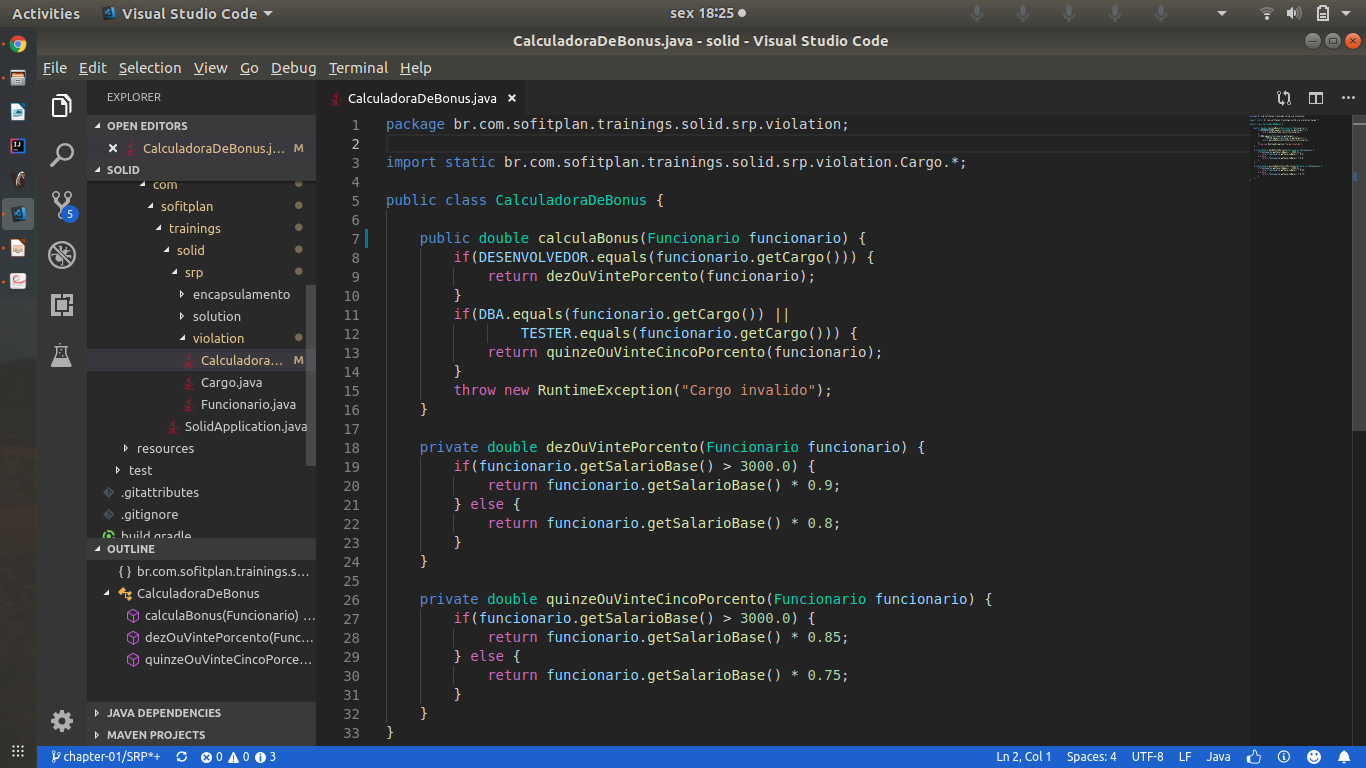 Activities
Visual Studio Code
sex 18:25
CalculadoraDeBonus.java - solid - Visual Studio Code
File Edit Selection View Go Debug Terminal Help
EXPLORER
OPEN EDITORS
CalculadoraDeBonus.j... M
SOLID
com
sofitplan
trainings
solid
srp
encapsulamento
solution
violation
Calculadora... M
Cargo.java
Funcionario.java
SolidApplication.java
resources
test
.gitattributes
.gitignore
build.gradle
OUTLINE
{ } br.com.sofitplan.trainings.s...
CalculadoraDeBonus
calculaBonus(Funcionario) ...
dezOuVintePorcento(Func...
quinzeOuVinteCincoPorce...
JAVA DEPENDENCIES
MAVEN PROJECTS
5
CalculadoraDeBonus.java
1 package br.com.sofitplan.trainings.solid.srp.violation;
2
3 import static br.com.sofitplan.trainings.solid.srp.violation.Cargo.*;
4
5 public class CalculadoraDeBonus {
6
7 public double calculaBonus(Funcionario funcionario) {
8 if(DESENVOLVEDOR.equals(funcionario.getCargo())) {
9 return dezOuVintePorcento(funcionario);
10 }
11 if(DBA.equals(funcionario.getCargo()) ||
12 TESTER.equals(funcionario.getCargo())) {
13 return quinzeOuVinteCincoPorcento(funcionario);
14 }
15 throw new RuntimeException("Cargo invalido");
16 }
17
18 private double dezOuVintePorcento(Funcionario funcionario) {
19 if(funcionario.getSalarioBase() > 3000.0) {
20 return funcionario.getSalarioBase() * 0.9;
21 } else {
22 return funcionario.getSalarioBase() * 0.8;
23 }
24 }
25
26 private double quinzeOuVinteCincoPorcento(Funcionario funcionario) {
27 if(funcionario.getSalarioBase() > 3000.0) {
28 return funcionario.getSalarioBase() * 0.85;
29 } else {
30 return funcionario.getSalarioBase() * 0.75;
31 }
32 }
33 }
chapter-01/SRP*+ 0 0 3
Ln 2, Col 1 Spaces: 4 UTF-8 LF Java